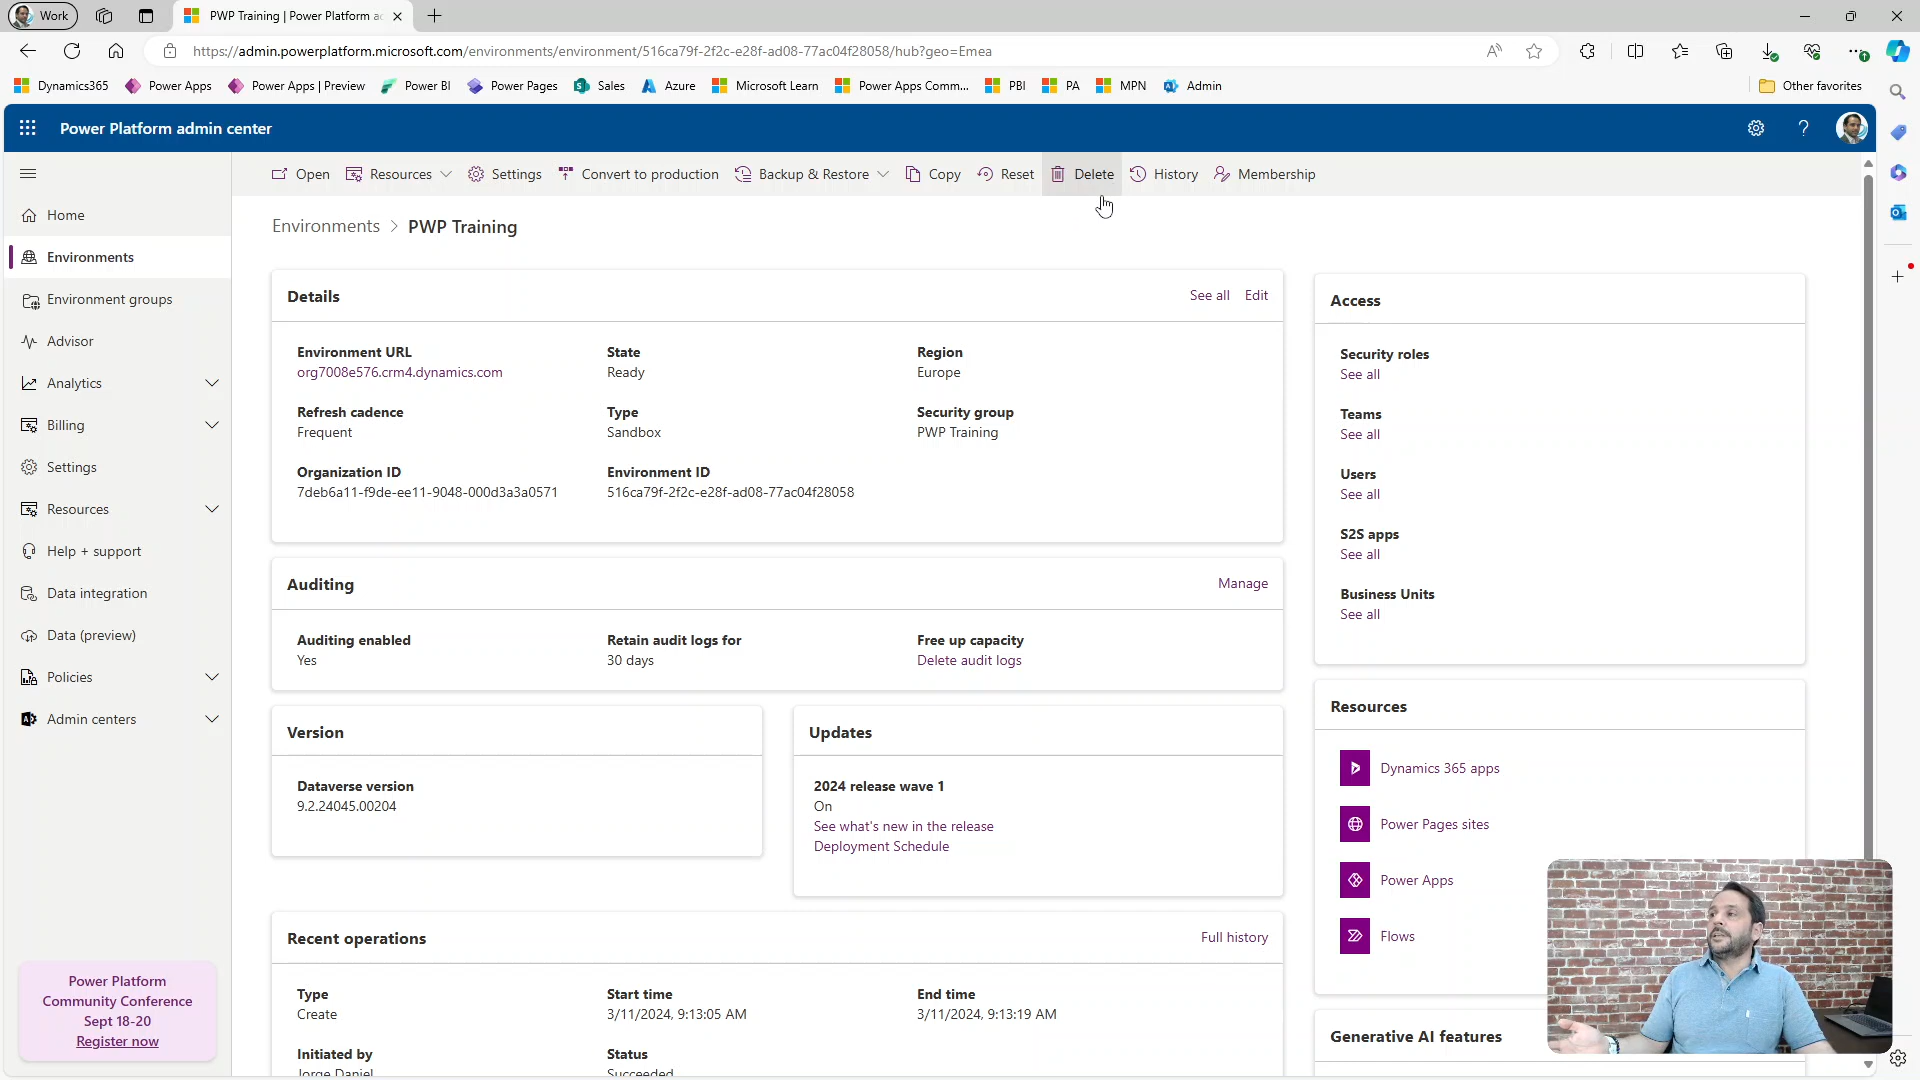 Work
PWP Training | Power Platform ac
https://admin.powerplatform.microsoft.com/environments/environment/516ca79f-2f2c-e28f-ad08-77ac04f28058/hub?geo=Emea
Dynamics365
Power Apps
Power Apps | Preview
Power BI
Power Pages
Sales
Azure
Microsoft Learn
Power Apps Comm...
PBI
PA
MPN
Admin
Other favorites
Power Platform admin center
Open
Resources
Settings
Convert to production
Backup & Restore
Copy
Reset
Delete
History
Membership
Home
Environments
Environment groups
Advisor
Analytics
Billing
Settings
Resources
Help + support
Data integration
Data (preview)
Policies
Admin centers
Power Platform
Community Conference
Sept 18-20
Register now
Environments > PWP Training
Details
See all
Edit
Environment URL
org7008e576.crm4.dynamics.com
State
Ready
Region
Europe
Refresh cadence
Frequent
Type
Sandbox
Security group
PWP Training
Organization ID
7deb6a11-f9de-ee11-9048-000d3a3a0571
Environment ID
516ca79f-2f2c-e28f-ad08-77ac04f28058
Auditing
Manage
Auditing enabled
Yes
Retain audit logs for
30 days
Free up capacity
Delete audit logs
Version
Dataverse version
9.2.24045.00204
Updates
2024 release wave 1
On
See what's new in the release
Deployment Schedule
Recent operations
Full history
Type
Create
Start time
3/11/2024, 9:13:05 AM
End time
3/11/2024, 9:13:19 AM
Initiated by
Jorge Daniel
Status
Succeeded
Access
Security roles
See all
Teams
See all
Users
See all
S2S apps
See all
Business Units
See all
Resources
Dynamics 365 apps
Power Pages sites
Power Apps
Flows
Generative AI features